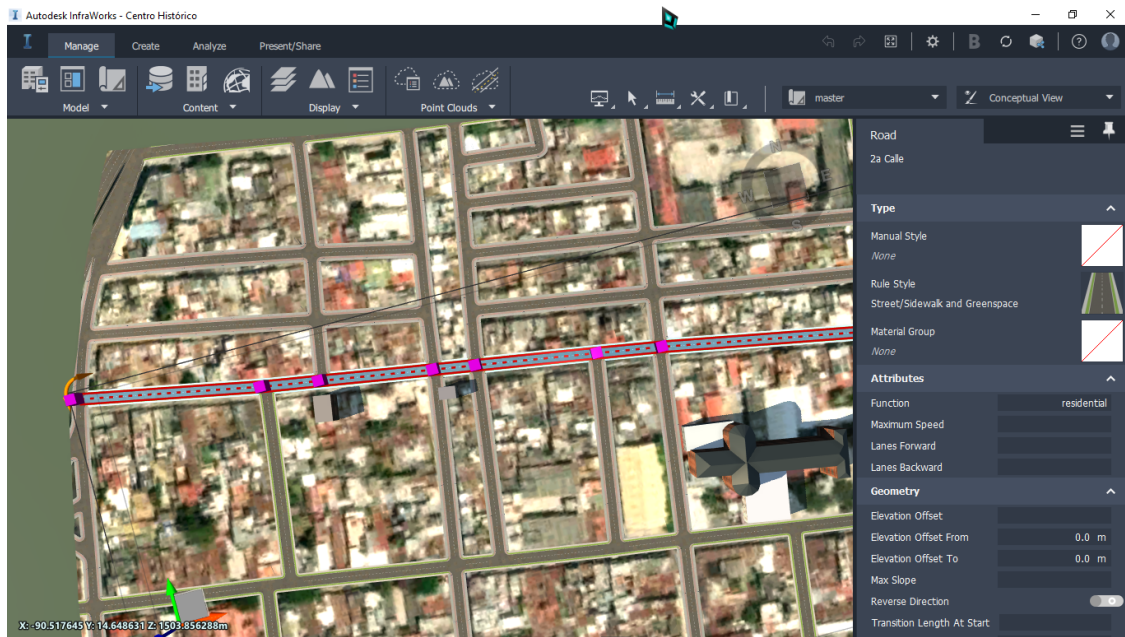 Autodesk InfraWorks - Centro Histórico
Manage Create Analyze Present/Share
Model Content Display Point Clouds master Conceptual View
Road
2a Calle
N
W E
S
Type
Manual Style
None
Rule Style
Street/Sidewalk and Greenspace
Material Group
None
Attributes
Function residential
Maximum Speed
Lanes Forward
Lanes Backward
Geometry
Elevation Offset
Elevation Offset From 0.0 m
Elevation Offset To 0.0 m
Max Slope
Reverse Direction
Transition Length At Start
X: -90.517645 Y: 14.648631 Z: 1503.856288m